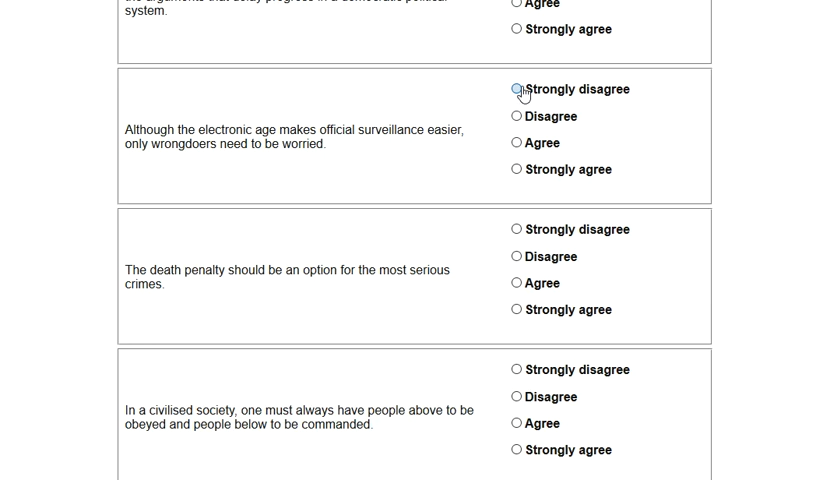 system.
Agree
Strongly agree
Although the electronic age makes official surveillance easier,
only wrongdoers need to be worried.
Strongly disagree
Disagree
Agree
Strongly agree
The death penalty should be an option for the most serious
crimes.
Strongly disagree
Disagree
Agree
Strongly agree
In a civilised society, one must always have people above to be
obeyed and people below to be commanded.
Strongly disagree
Disagree
Agree
Strongly agree